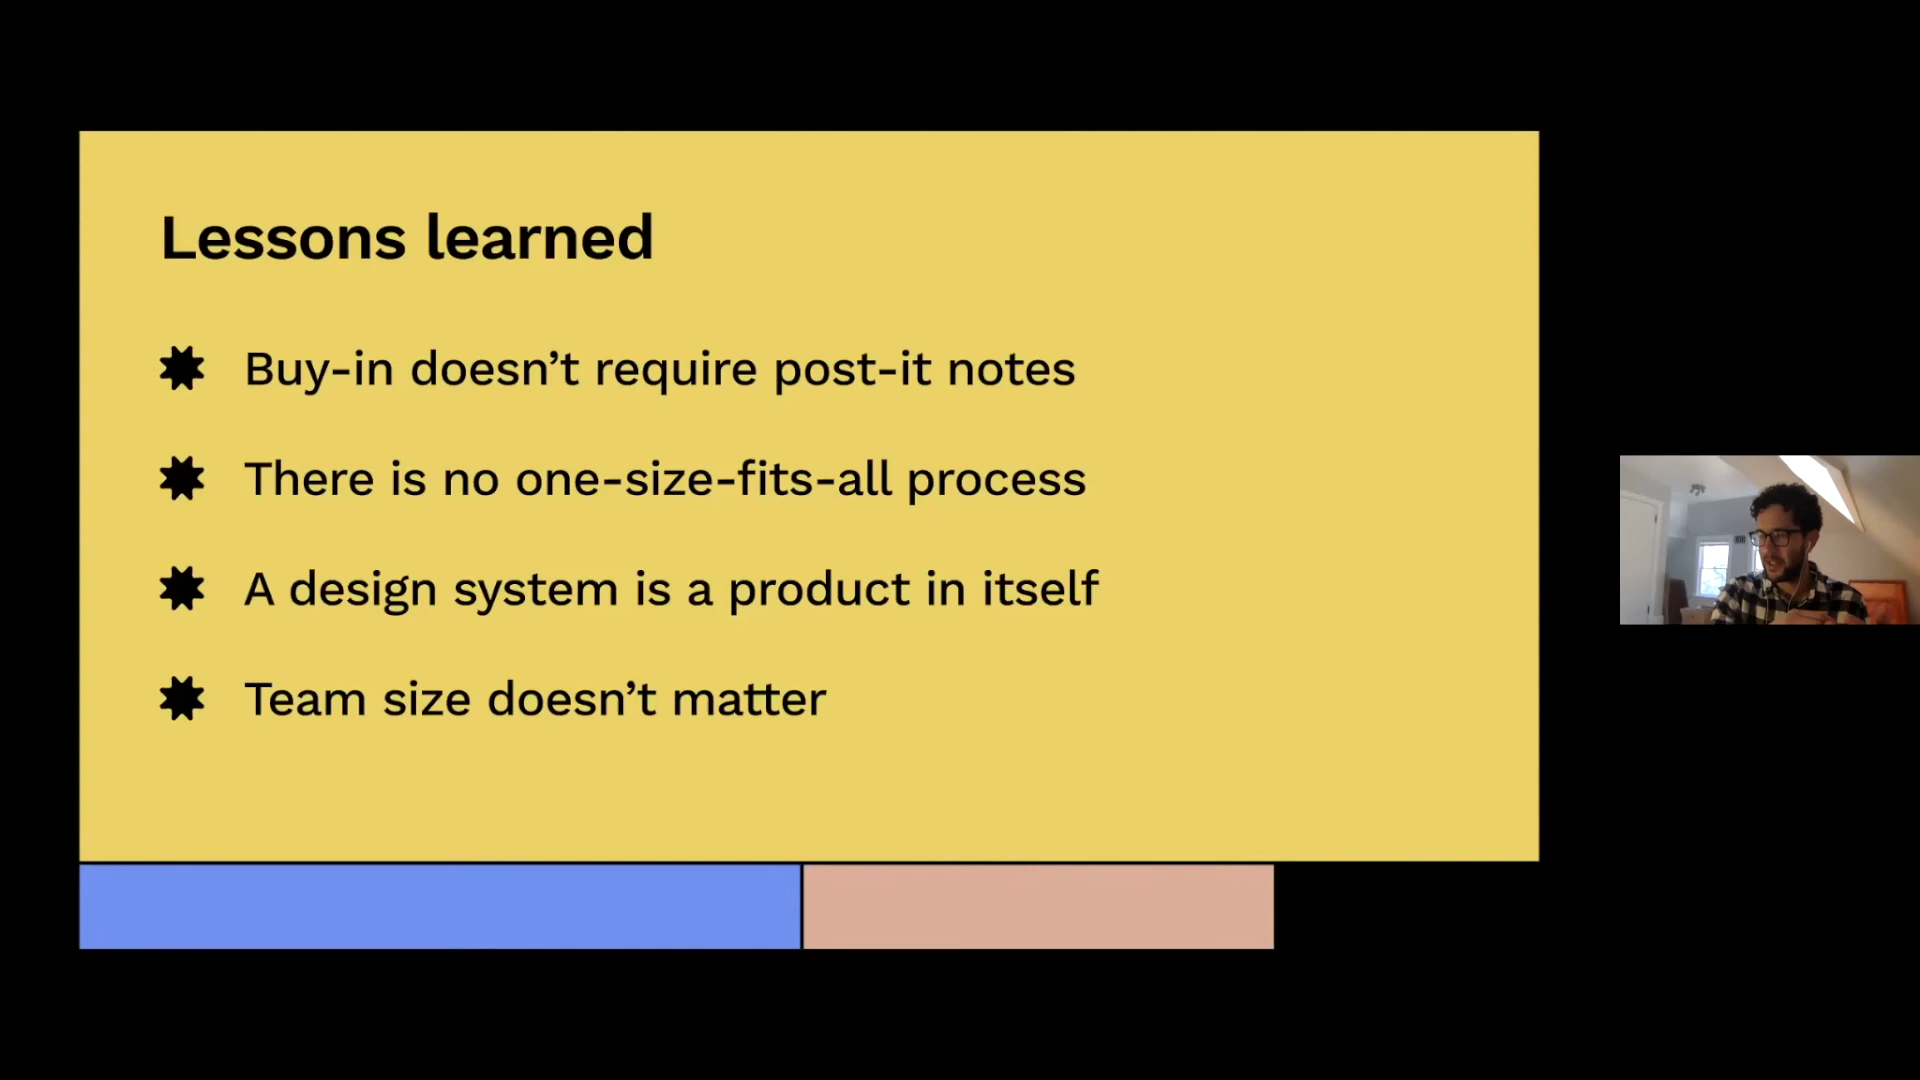 Lessons learned
Buy-in doesn’t require post-it notes
There is no one-size-fits-all process
A design system is a product in itself
Team size doesn’t matter